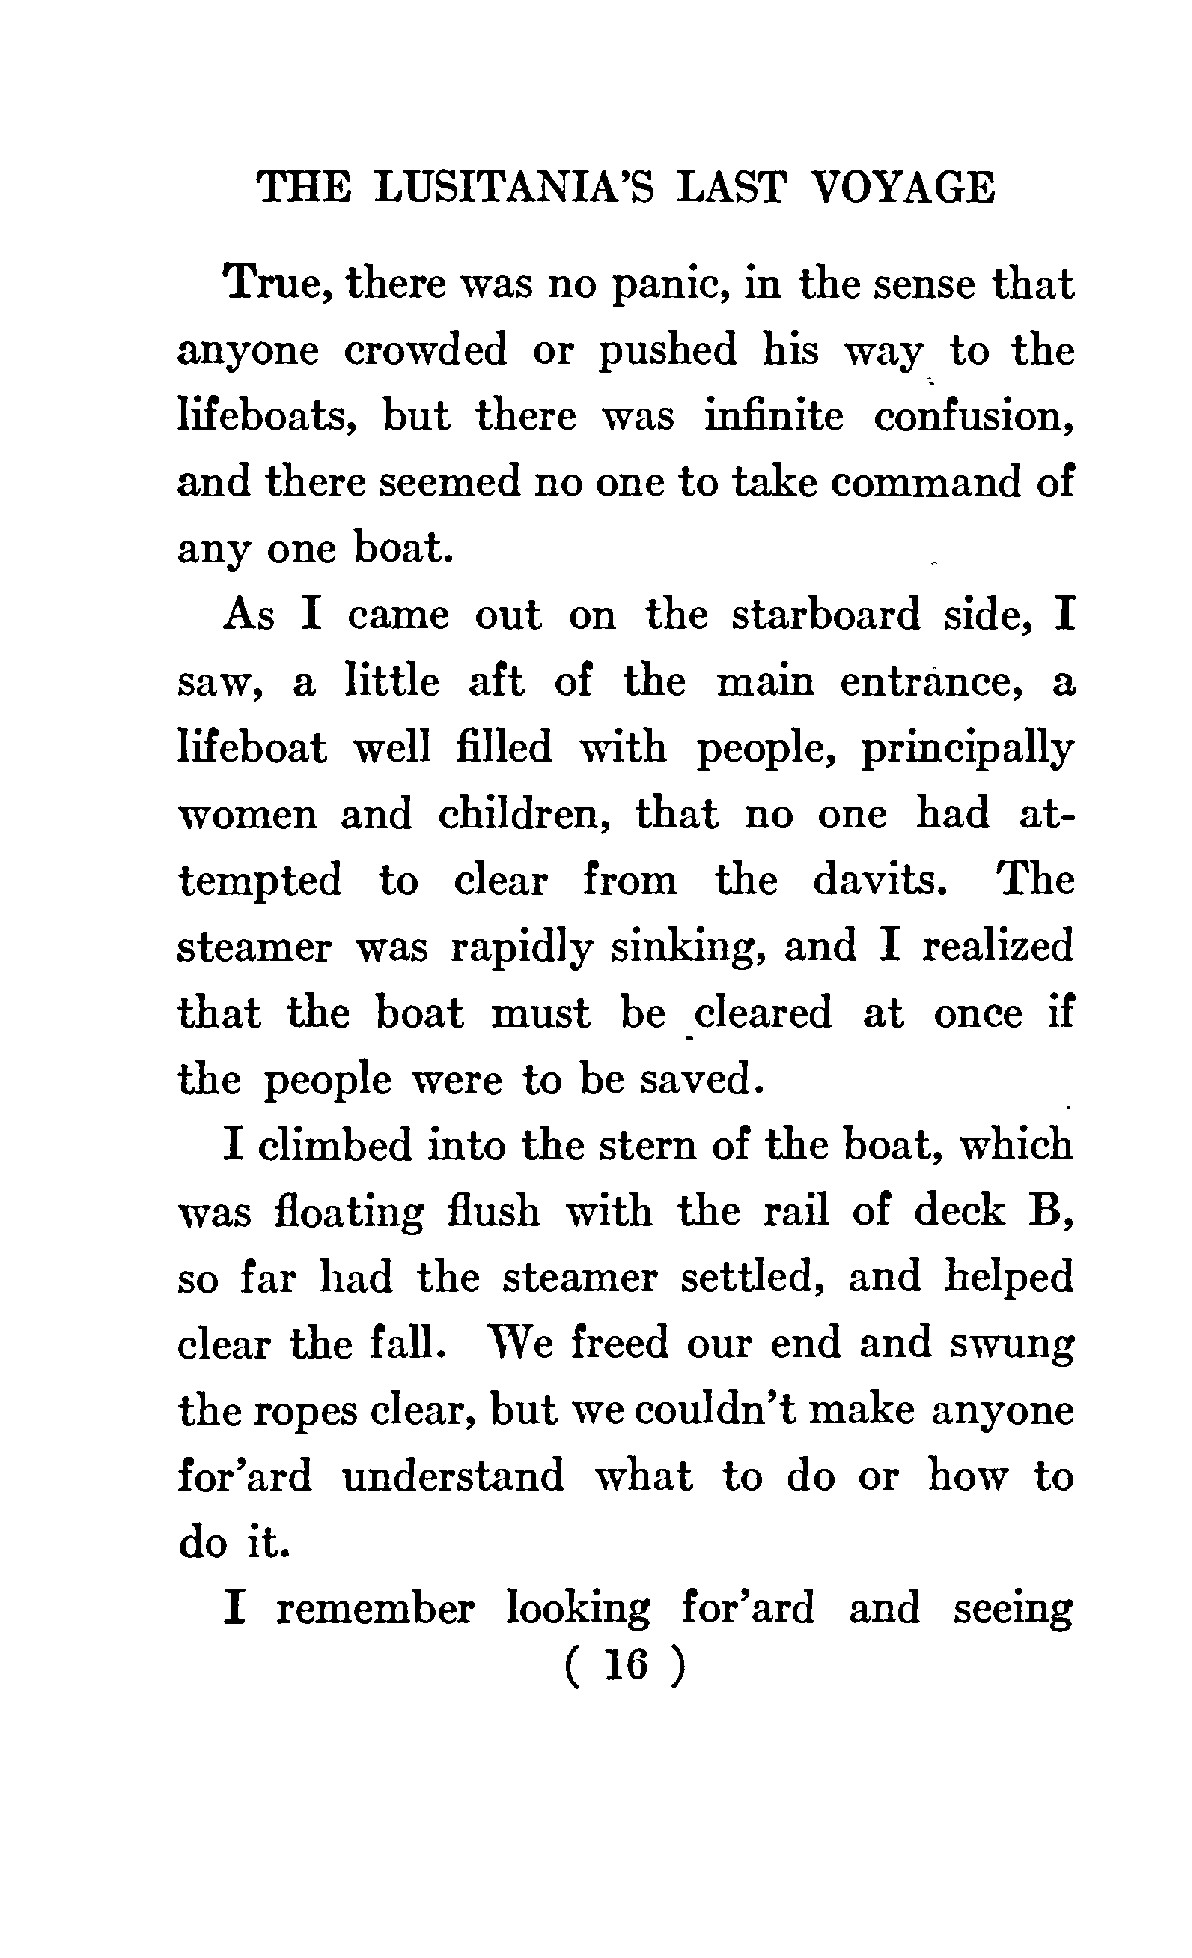 THE LUSITANIA'S LAST VOYAGE
True, there was no panic, in the sense that
anyone crowded or pushed his way to the
lifeboats, but there was infinite confusion,
and there seemed no one to take command of
any one boat.
As I came out on the starboard side, I
saw, a little aft of the main entrance, a
lifeboat well filled with people, principally
women and children, that no one had at-
tempted to clear from the davits. The
steamer was rapidly sinking, and I realized
that the boat must be cleared at once if
the people were to be saved.
I climbed into the stern of the boat, which
was floating flush with the rail of deck B,
so far had the steamer settled, and helped
clear the fall. We freed our end and swung
the ropes clear, but we couldn't make anyone
for'ard understand what to do or how to
do it.
I remember looking for'ard and seeing
( 16 )